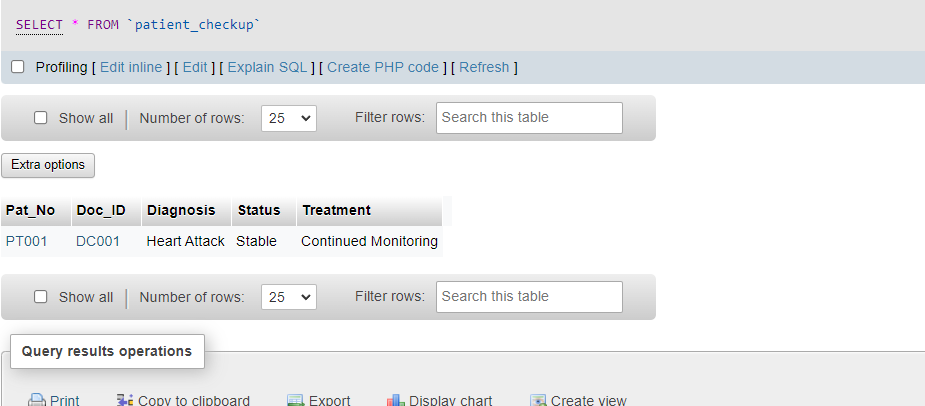 SELECT * FROM `patient_checkup`
Profiling [ Edit inline ] [ Edit ] [ Explain SQL ] [ Create PHP code ] [ Refresh ]
Show all | Number of rows: 25 Filter rows: Search this table
Extra options
Pat_No Doc_ID Diagnosis Status Treatment
PT001 DC001 Heart Attack Stable Continued Monitoring
Show all | Number of rows: 25 Filter rows: Search this table
Query results operations
Print Copy to clipboard Export Display chart Create view